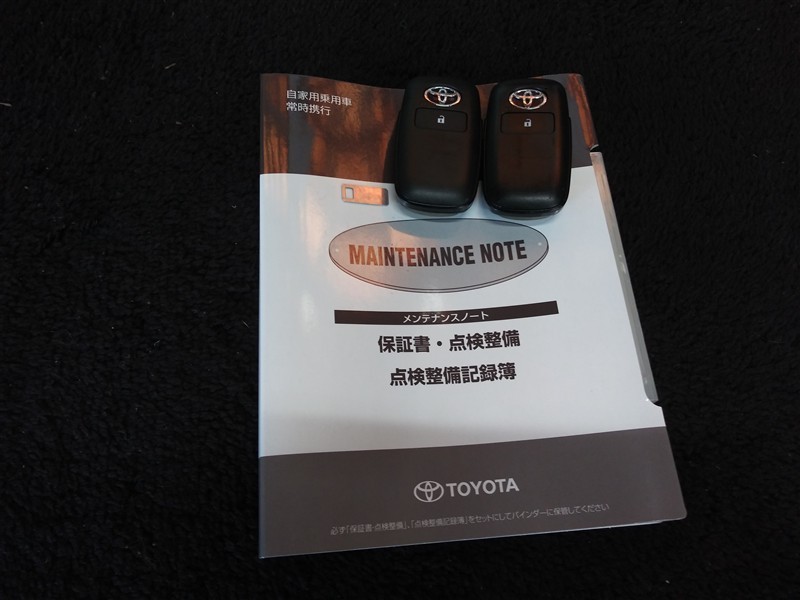 自家用乗用車
常時携行
MAINTENANCE NOTE
メンテナンスノート
保証書・点検整備
点検整備記録簿
TOYOTA
必ず「保証書・点検整備」、「点検整備記録簿」をセットにしてバインダーに保管してください